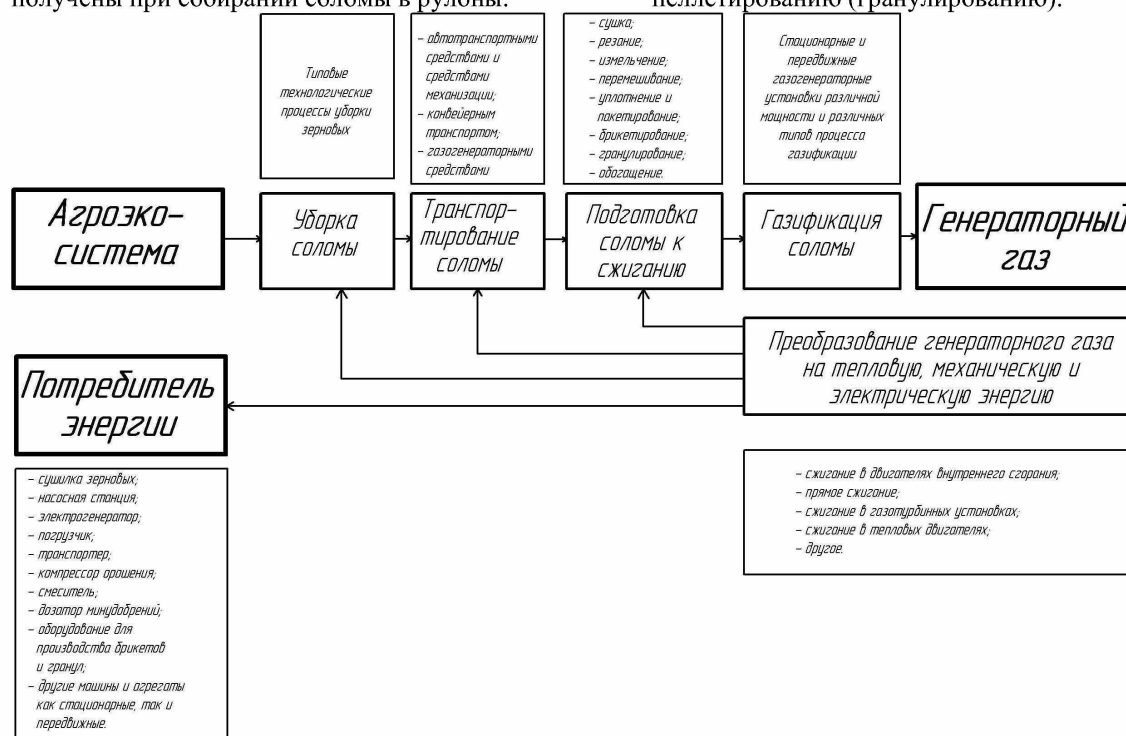 получены при собирании соломы в рулоны.
пеллетированию (гранулированию).
Типовые
технологические
процессы уборки
зерновых
– автотранспортными
средствами и
средствами
механизации;
– конвейерным
транспортом;
– газогенераторными
средствами
– сушка;
– резание;
– измельчение;
– перемешивание;
– уплотнение и
пакетирование;
– брикетирование;
– гранулирование;
– обогащение.
Стационарные и
передвижные
газогенераторные
установки различной
мощности и различных
типов процесса
газификации
Агроэко-
система
Уборка
соломы
Транспор-
тирование
соломы
Подготовка
соломы к
сжиганию
Газификация
соломы
Генераторный
газ
Преобразование генераторного газа
на тепловую, механическую и
электрическую энергию
Потребитель
энергии
– сушилка зерновых;
– насосная станция;
– электрогенератор;
– погрузчик;
– транспортер;
– компрессор орошения;
– смеситель;
– дозатор минудобрений;
– оборудование для
производства брикетов
и гранул;
– другие машины и агрегаты
как стационарные, так и
передвижные.
– сжигание в двигателях внутреннего сгорания;
– прямое сжигание;
– сжигание в газотурбинных установках;
– сжигание в тепловых двигателях;
– другое.